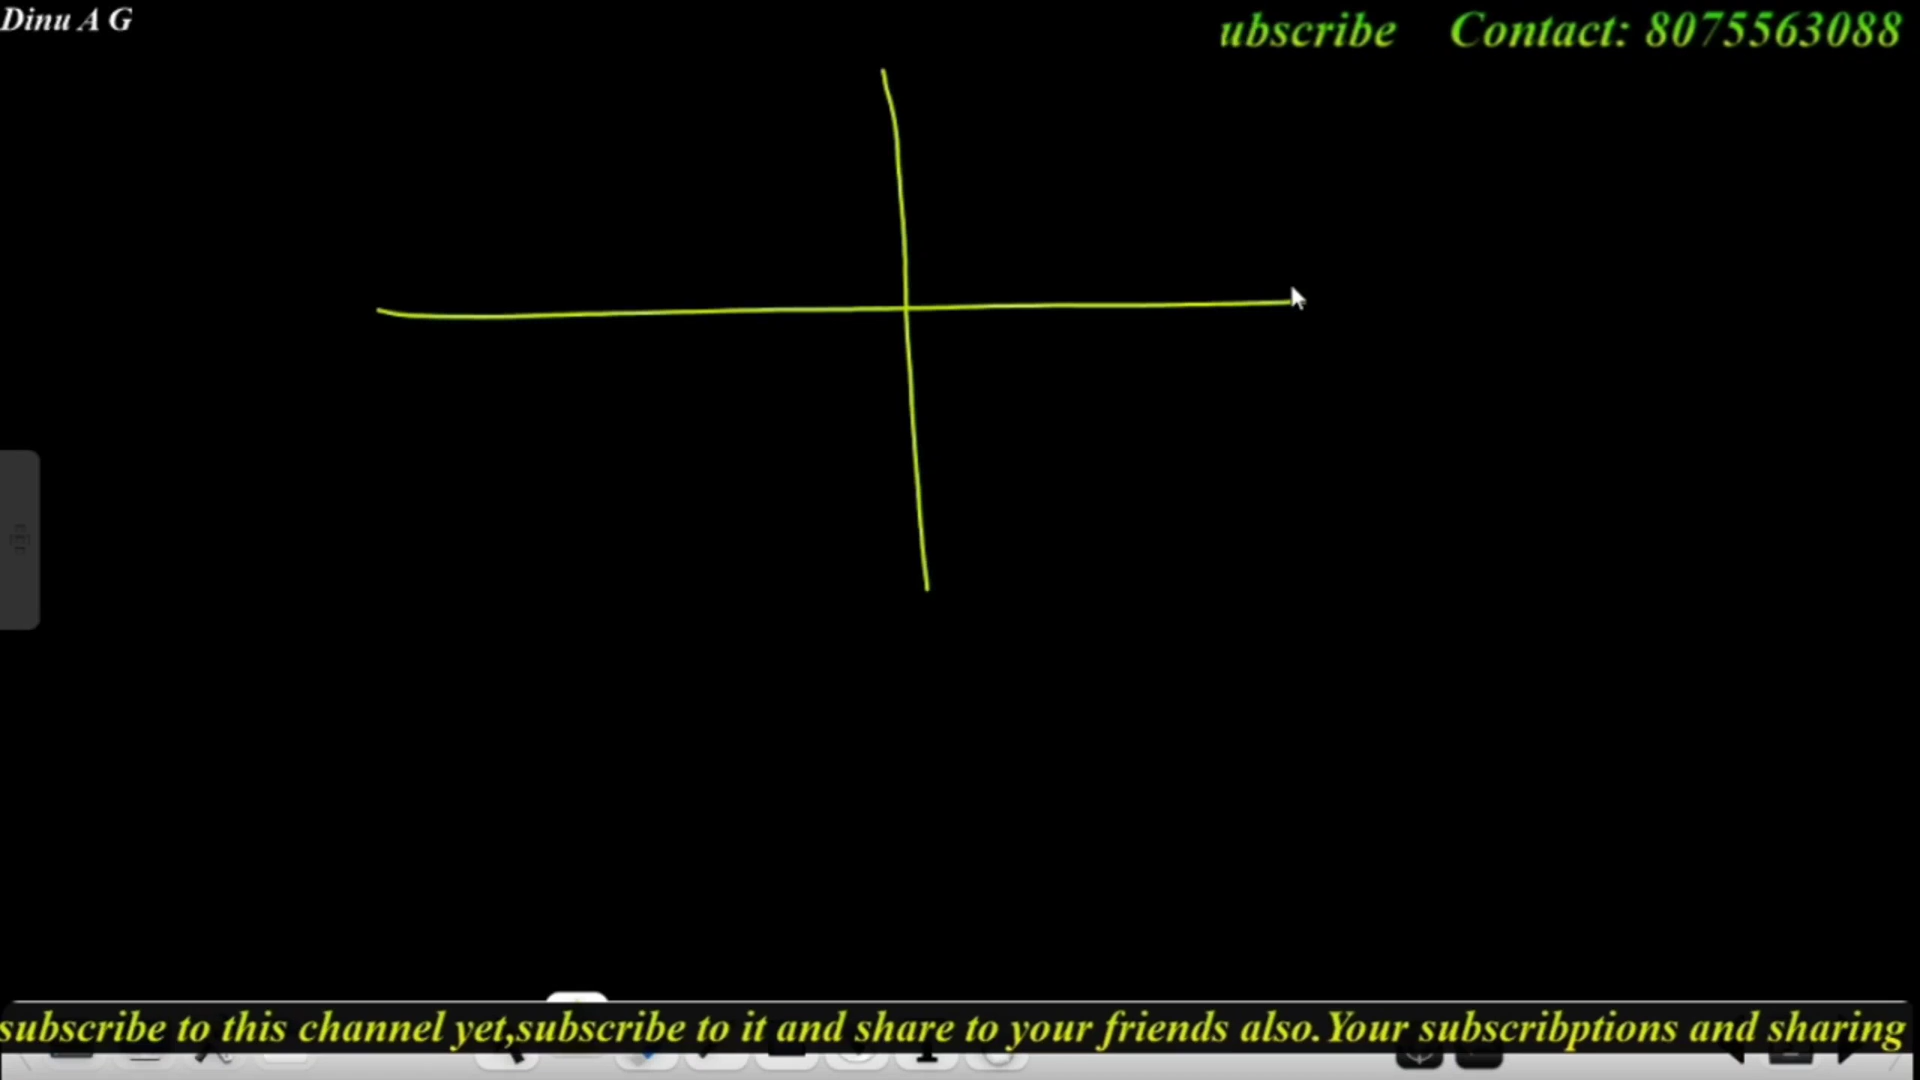 Dinu A G
ubscribe Contact: 8075563088
subscribe to this channel yet,subscribe to it and share to your friends also.Your subscribptions and sharing